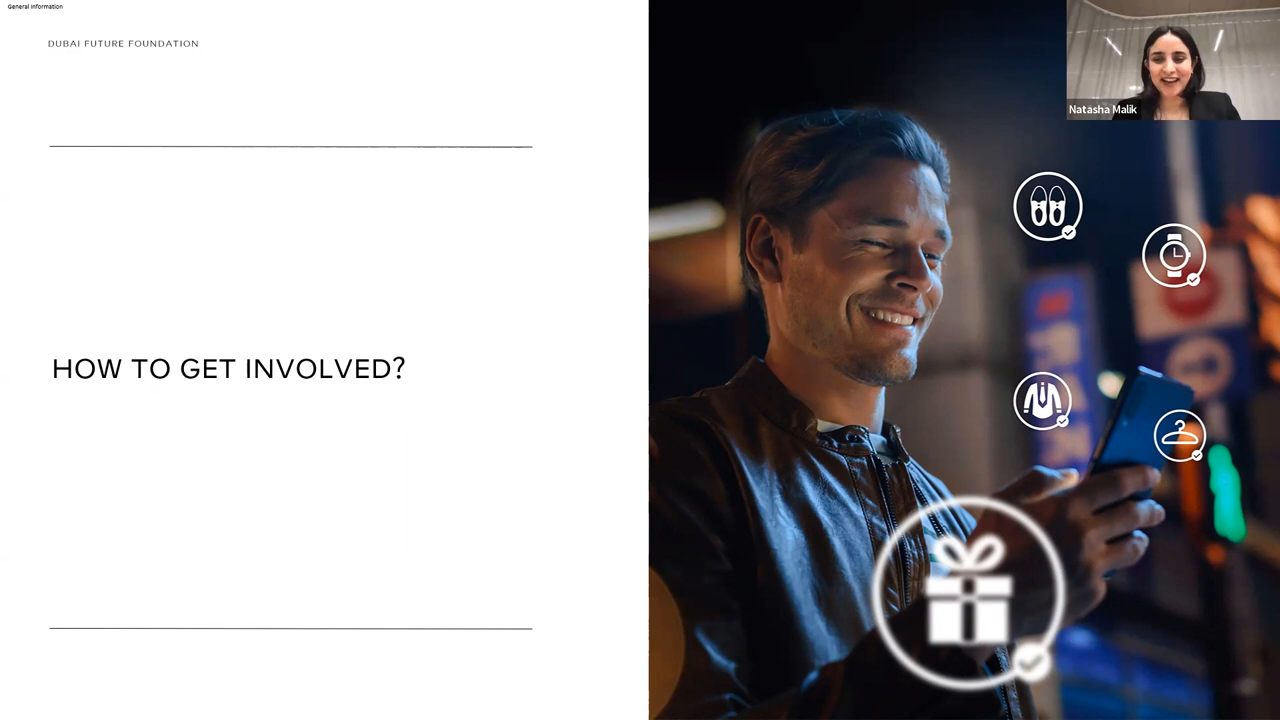 General Information
DUBAI FUTURE FOUNDATION
HOW TO GET INVOLVED?
Natasha Malik